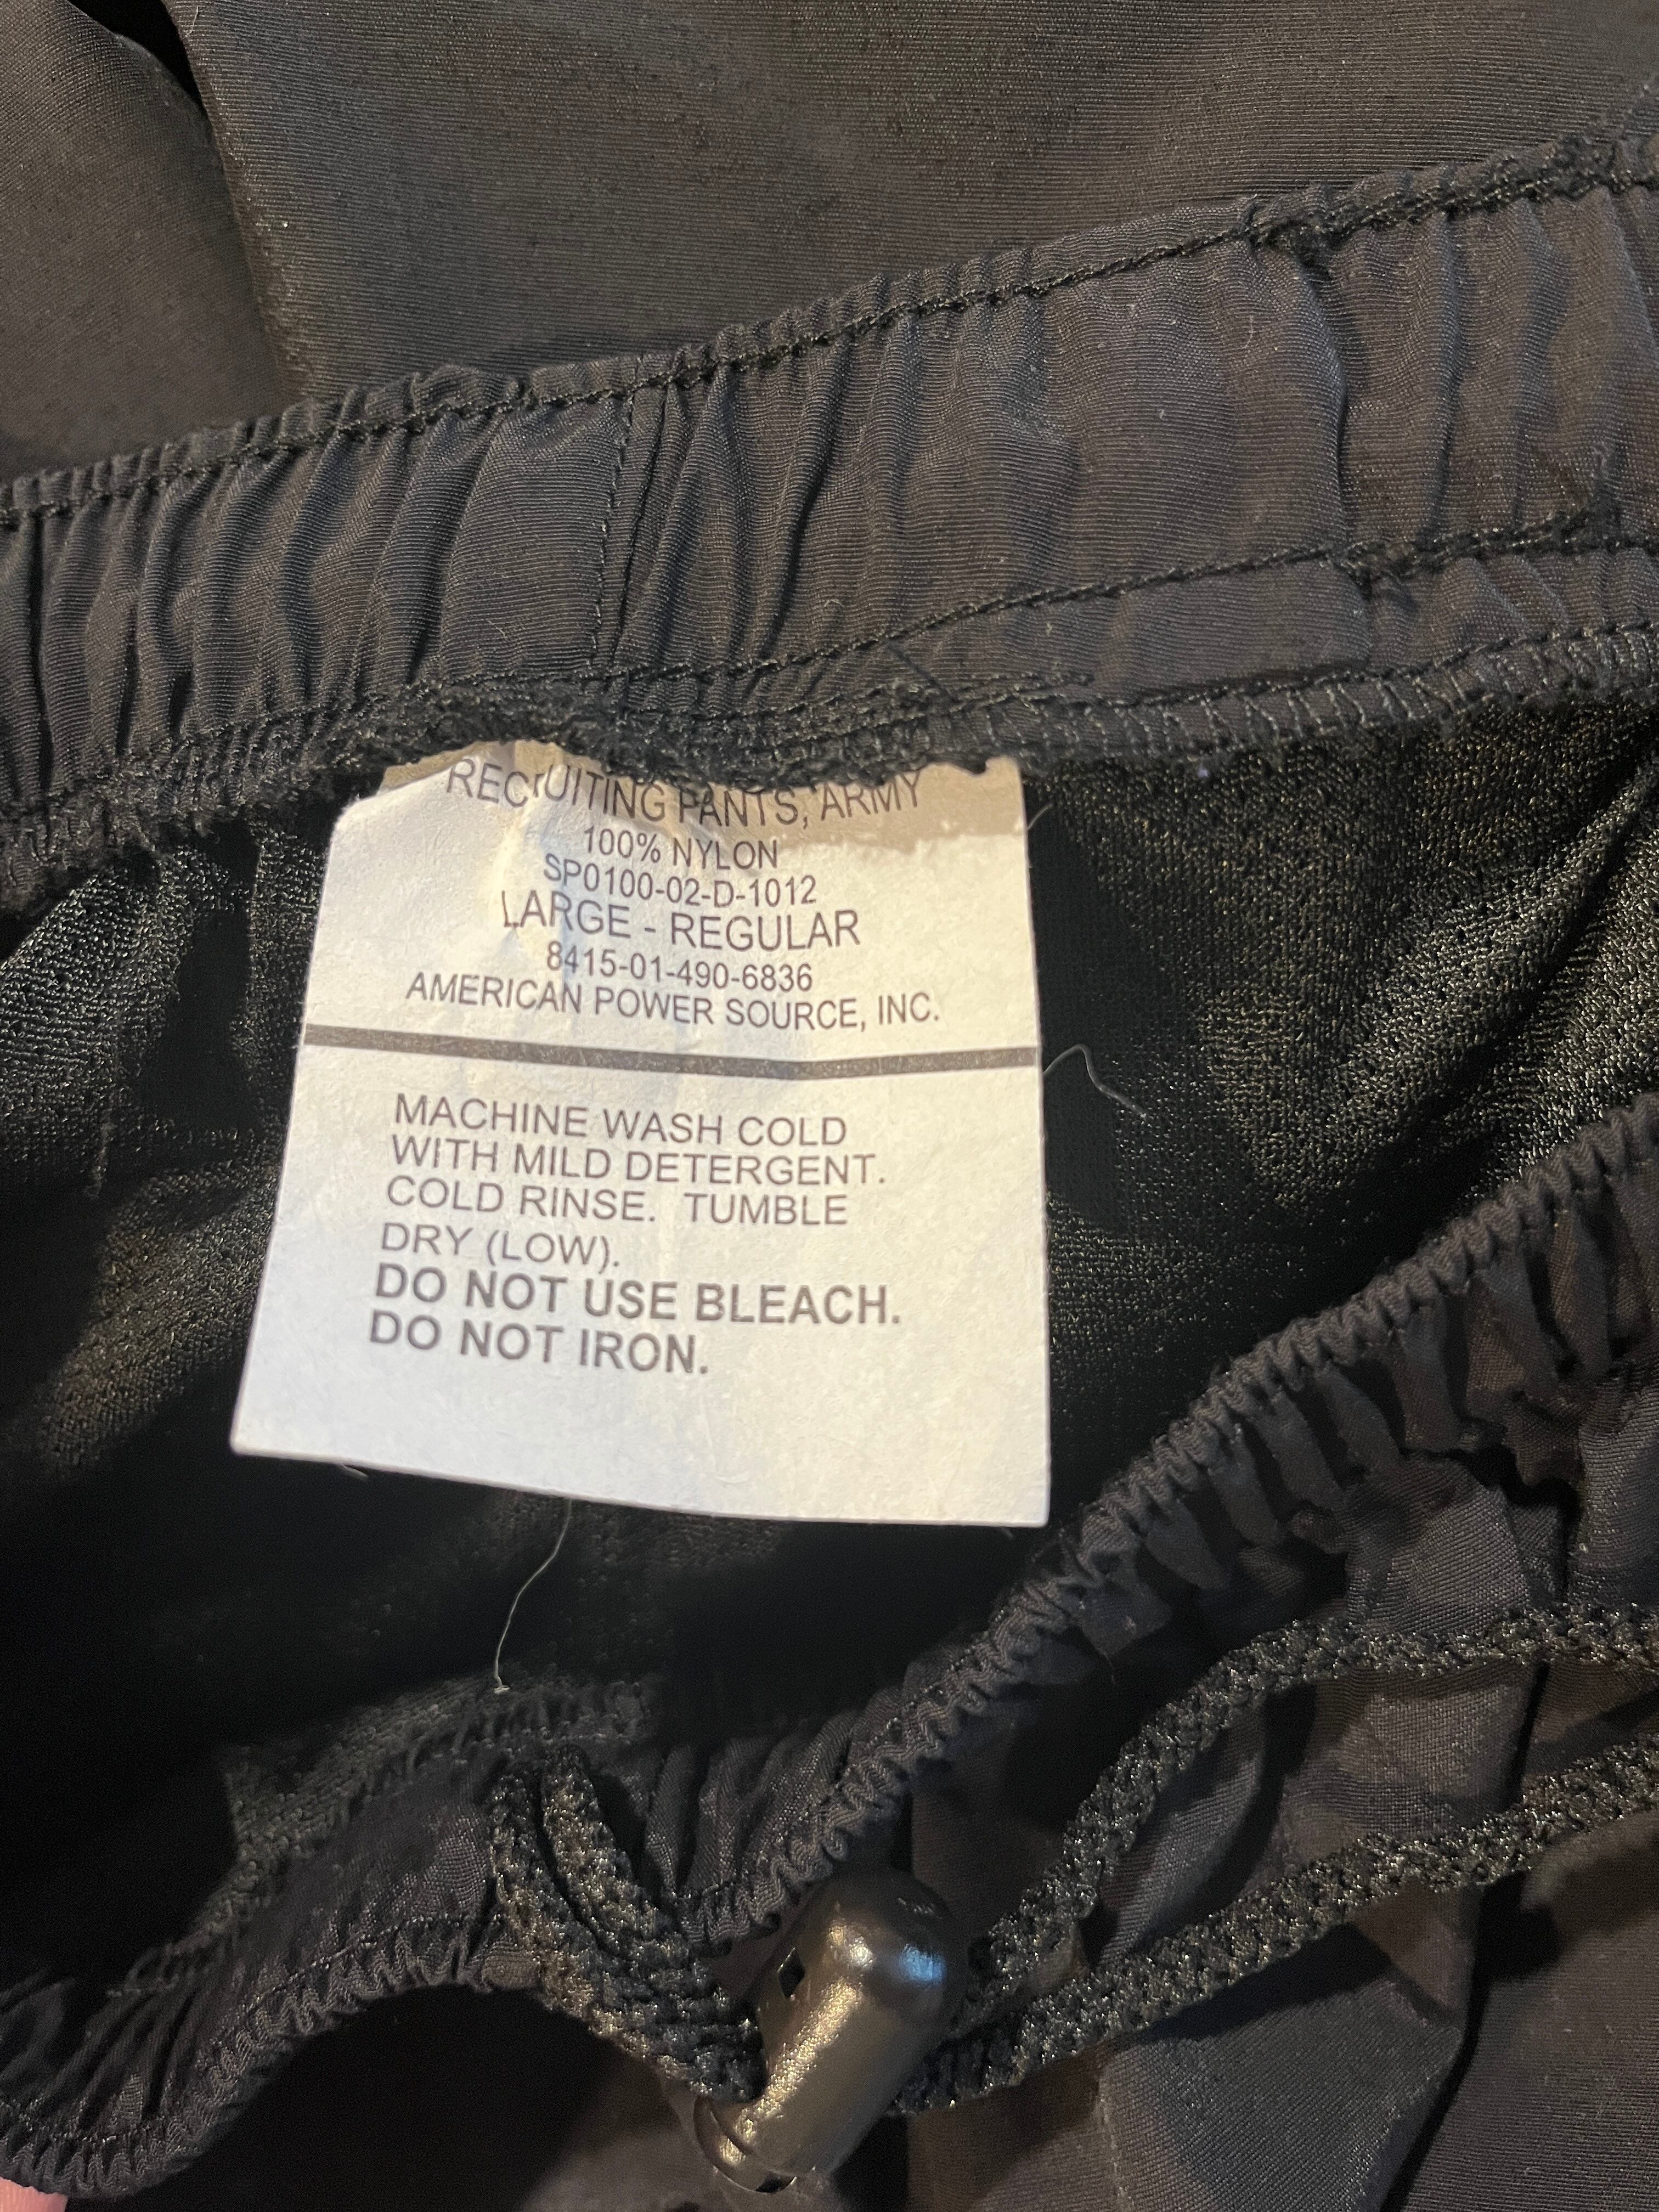 RECRUITING PANTS, ARMY
100% NYLON
SP0100-02-D-1012
LARGE - REGULAR
8415-01-490-6836
AMERICAN POWER SOURCE, INC.
MACHINE WASH COLD
WITH MILD DETERGENT.
COLD RINSE. TUMBLE
DRY (LOW).
DO NOT USE BLEACH.
DO NOT IRON.